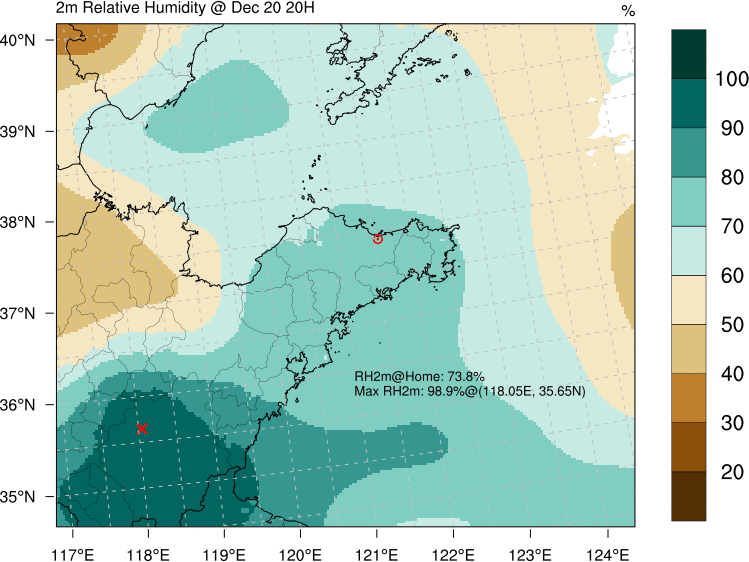 2m Relative Humidity @ Dec 20 20H
%
40°N
39°N
38°N
37°N
36°N
35°N
RH2m@Home: 73.8%
Max RH2m: 98.9%@(118.05E, 35.65N)
117°E 118°E 119°E 120°E 121°E 122°E 123°E 124°E
100
90
80
70
60
50
40
30
20